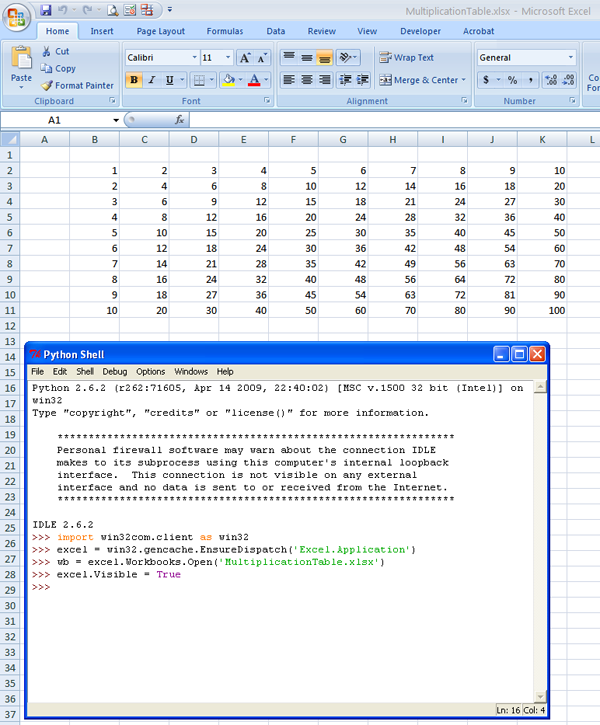 MultiplicationTable.xlsx - Microsoft Excel
Home Insert Page Layout Formulas Data Review View Developer Acrobat
Paste
Cut
Copy
Format Painter
Clipboard
Calibri 11 A A
B I U A
Font
Wrap Text
Merge & Center
Alignment
General
$ % , .0 .00 .00 .0
Number
Co
For
A1 fx
A B C D E F G H I J K L
1
2 1 2 3 4 5 6 7 8 9 10
3 2 4 6 8 10 12 14 16 18 20
4 3 6 9 12 15 18 21 24 27 30
5 4 8 12 16 20 24 28 32 36 40
6 5 10 15 20 25 30 35 40 45 50
7 6 12 18 24 30 36 42 48 54 60
8 7 14 21 28 35 42 49 56 63 70
9 8 16 24 32 40 48 56 64 72 80
10 9 18 27 36 45 54 63 72 81 90
11 10 20 30 40 50 60 70 80 90 100
12
13
14
15
16
17
18
19
20
21
22
23
24
25
26
27
28
29
30
31
32
33
34
35
36
37
Python Shell
File Edit Shell Debug Options Windows Help
Python 2.6.2 (r262:71605, Apr 14 2009, 22:40:02) [MSC v.1500 32 bit (Intel)] on
win32
Type "copyright", "credits" or "license()" for more information.
****************************************************************
Personal firewall software may warn about the connection IDLE
makes to its subprocess using this computer's internal loopback
interface.  This connection is not visible on any external
interface and no data is sent to or received from the Internet.
****************************************************************
IDLE 2.6.2
>>> import win32com.client as win32
>>> excel = win32.gencache.EnsureDispatch('Excel.Application')
>>> wb = excel.Workbooks.Open('MultiplicationTable.xlsx')
>>> excel.Visible = True
>>>
Ln: 16 Col: 4